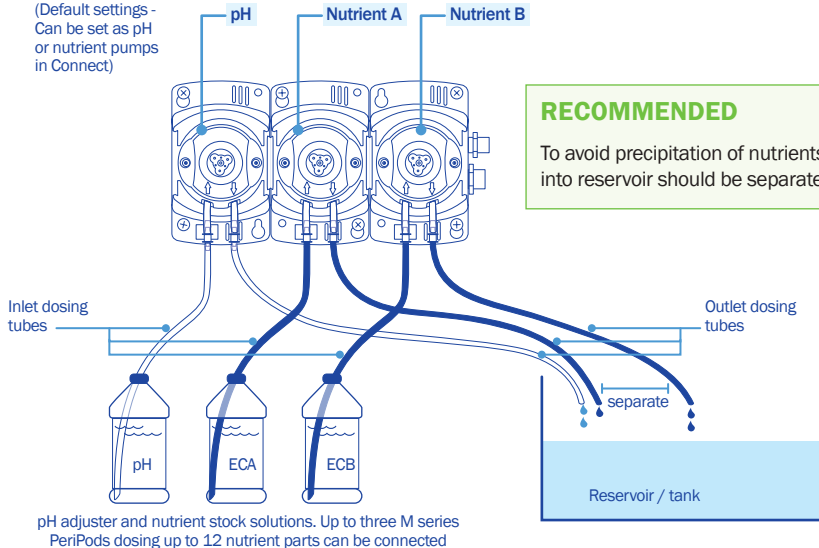 (Default settings -
Can be set as pH
or nutrient pumps
in Connect)
pH
Nutrient A
Nutrient B
RECOMMENDED
To avoid precipitation of nutrients
into reservoir should be separate
Inlet dosing
tubes
Outlet dosing
tubes
separate
pH
ECA
ECB
Reservoir / tank
pH adjuster and nutrient stock solutions. Up to three M series
PeriPods dosing up to 12 nutrient parts can be connected